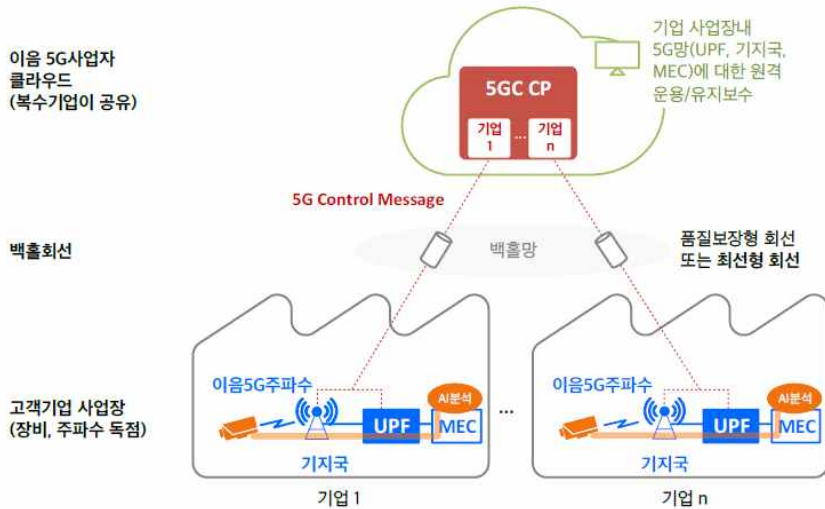 이음 5G사업자
클라우드
(복수기업이 공유)
5GC CP
기업
1
...
기업
n
기업 사업장내
5G망(UPF, 기지국,
MEC)에 대한 원격
운용/유지보수
5G Control Message
백홀회선
백홀망
품질보장형 회선
또는 최선형 회선
고객기업 사업장
(장비, 주파수 독점)
이음5G주파수
AI분석
UPF
MEC
기지국
기업 1
...
이음5G주파수
AI분석
UPF
MEC
기지국
기업 n